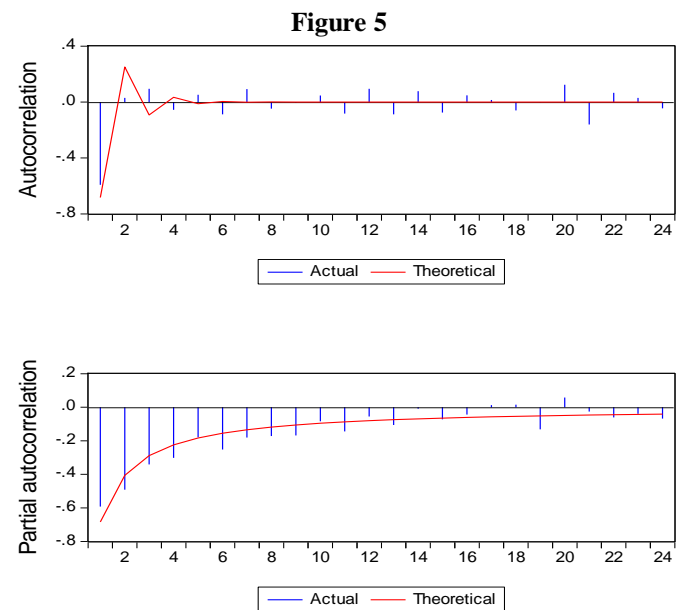 Figure 5
Autocorrelation
.4
.0
-.4
-.8
2 4 6 8 10 12 14 16 18 20 22 24
Actual Theoretical
Partial autocorrelation
.2
.0
-.2
-.4
-.6
-.8
2 4 6 8 10 12 14 16 18 20 22 24
Actual Theoretical